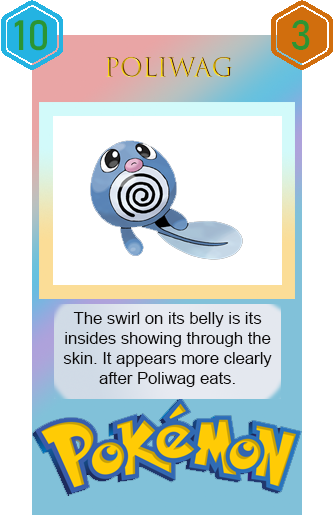 10
3
POLIWAG
The swirl on its belly is its
insides showing through the
skin. It appears more clearly
after Poliwag eats.
POKéMON